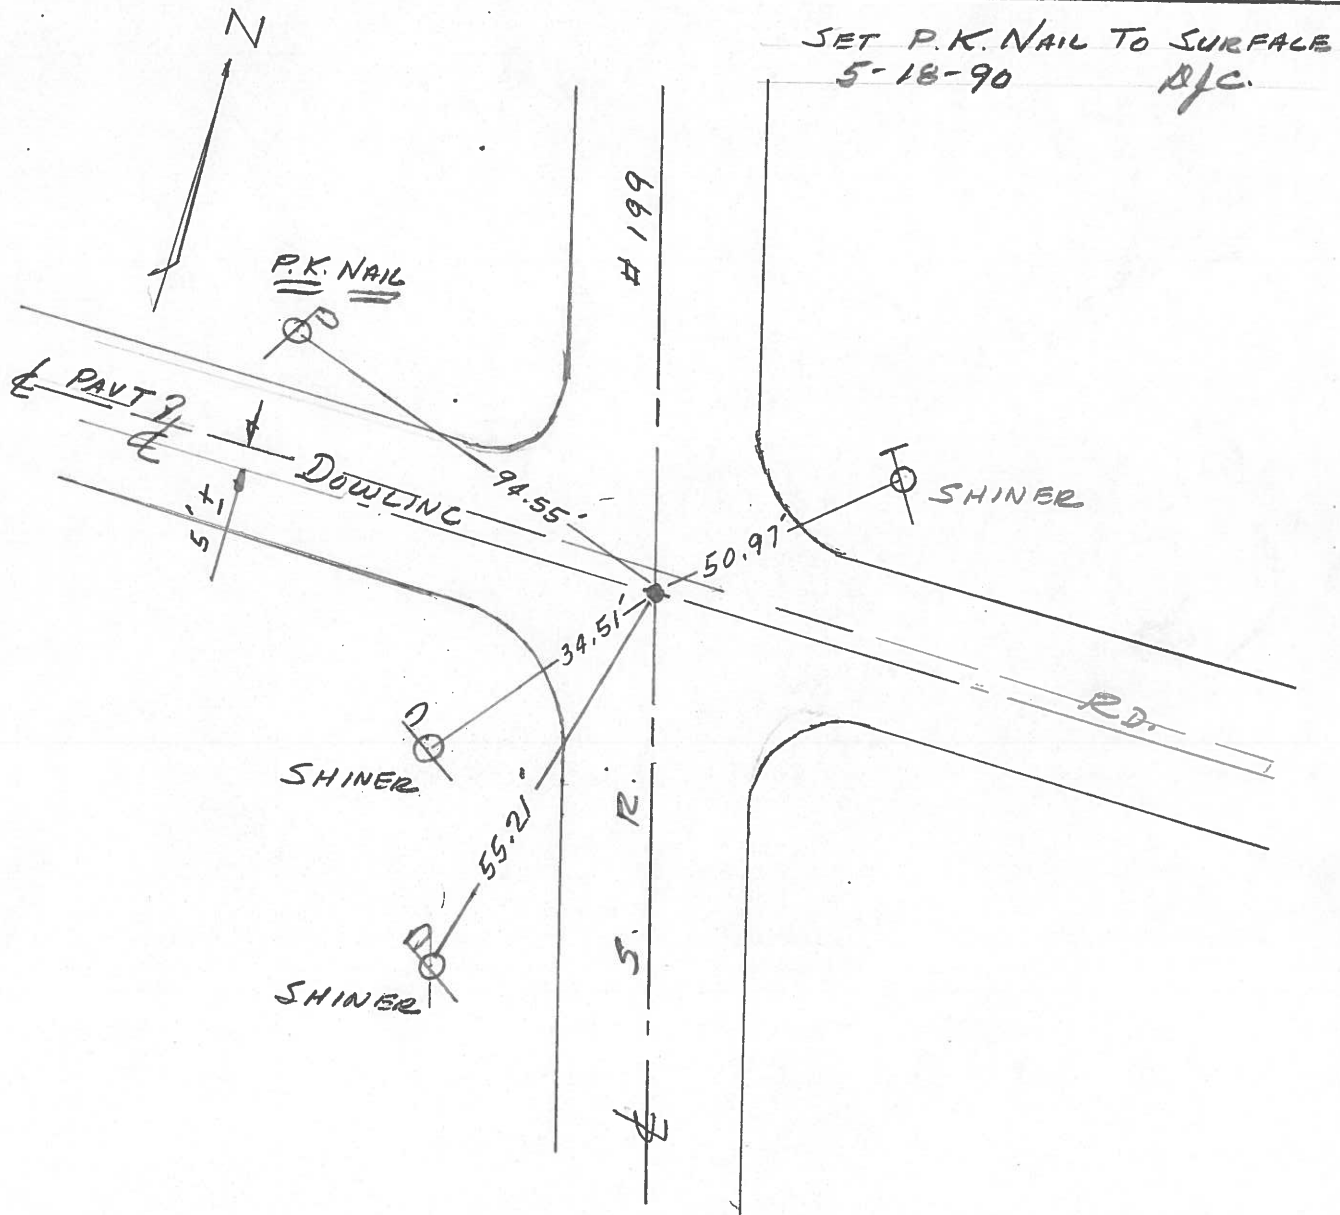 N
SET P.K. NAIL TO SURFACE
5-18-90 DJC.
# 199
P.K. NAIL
℄ PAVT
℄
5'±
DOWLING
94.55'
50.97'
SHINER
34.51'
RD.
SHINER
55.21'
S. R.
SHINER
℄